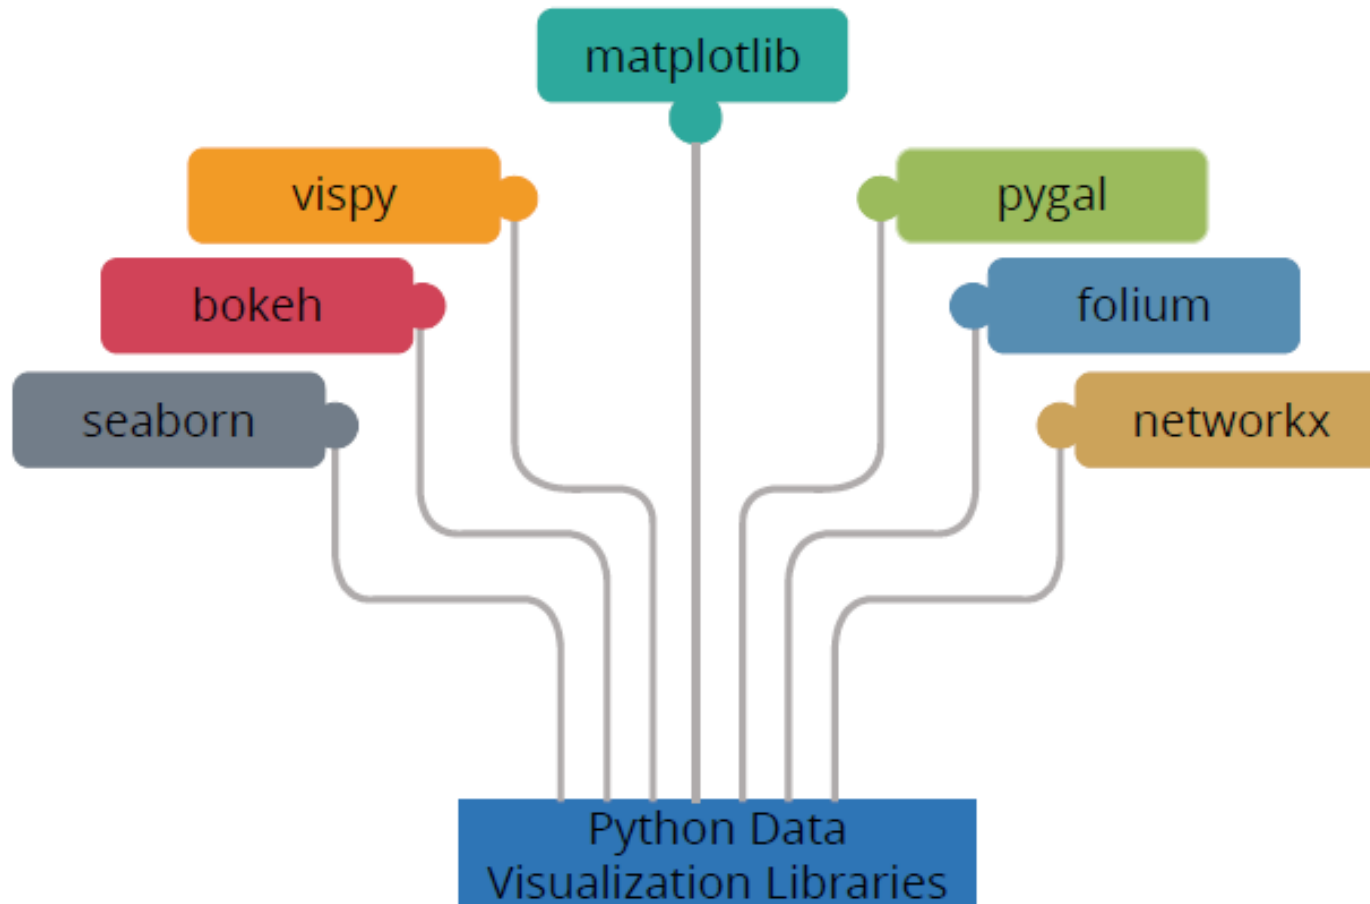 matplotlib
vispy
pygal
bokeh
folium
seaborn
networkx
Python Data
Visualization Libraries